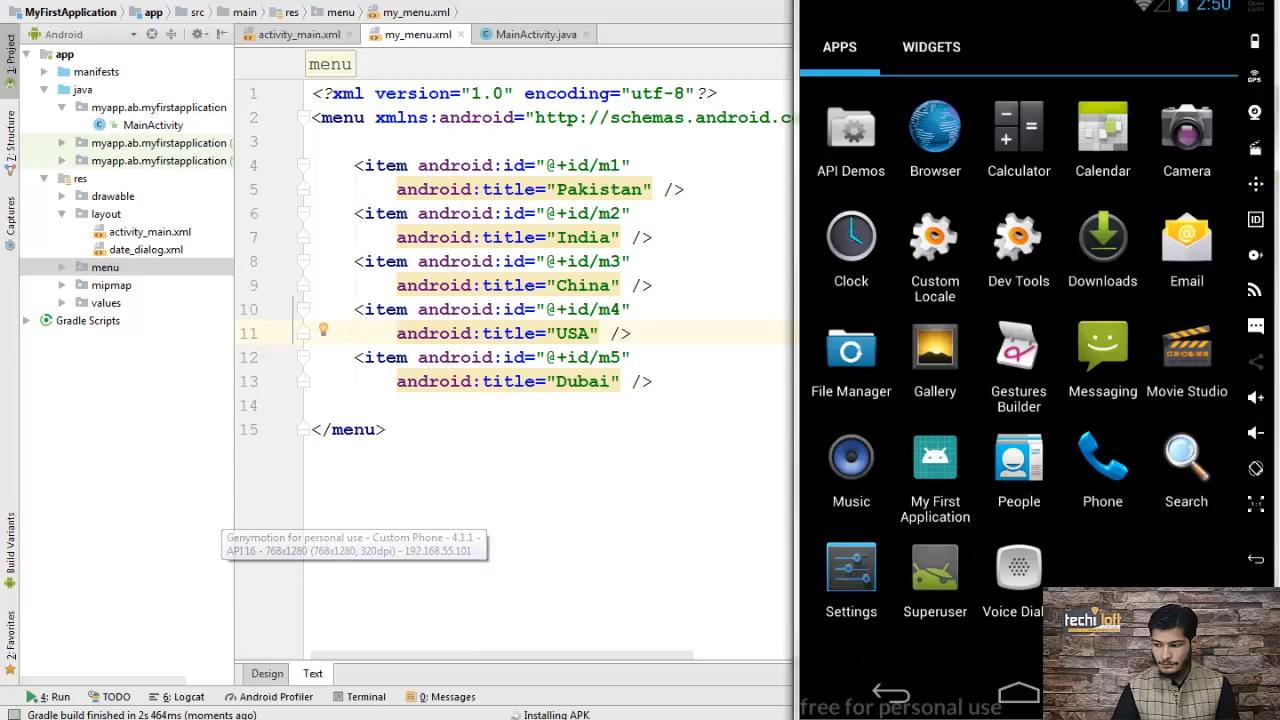 MyFirstApplication app src main res menu my_menu.xml
Android
activity_main.xml
my_menu.xml
MainActivity.java
1: Project
Z: Structure
Captures
Build Variants
2: Favorites
app
manifests
java
myapp.ab.myfirstapplication
MainActivity
myapp.ab.myfirstapplication (
myapp.ab.myfirstapplication (
res
drawable
layout
activity_main.xml
date_dialog.xml
menu
mipmap
values
Gradle Scripts
menu
1 <?xml version="1.0" encoding="utf-8"?>
2 <menu xmlns:android="http://schemas.android.co
3
4 <item android:id="@+id/m1"
5 android:title="Pakistan" />
6 <item android:id="@+id/m2"
7 android:title="India" />
8 <item android:id="@+id/m3"
9 android:title="China" />
10 <item android:id="@+id/m4"
11 android:title="USA" />
12 <item android:id="@+id/m5"
13 android:title="Dubai" />
14
15 </menu>
Genymotion for personal use - Custom Phone - 4.1.1 -
API 16 - 768x1280 (768x1280, 320dpi) - 192.168.55.101
Design Text
4: Run TODO 6: Logcat Android Profiler Terminal 0: Messages
Gradle build finished in 2s 464ms (moments ago) Installing APK
2:50
APPS WIDGETS
API Demos Browser Calculator Calendar Camera
Clock Custom Locale Dev Tools Downloads Email
File Manager Gallery Gestures Builder Messaging Movie Studio
Music My First Application People Phone Search
Settings Superuser Voice Dial
free for personal use
GPS
ID
1:1
techi loft